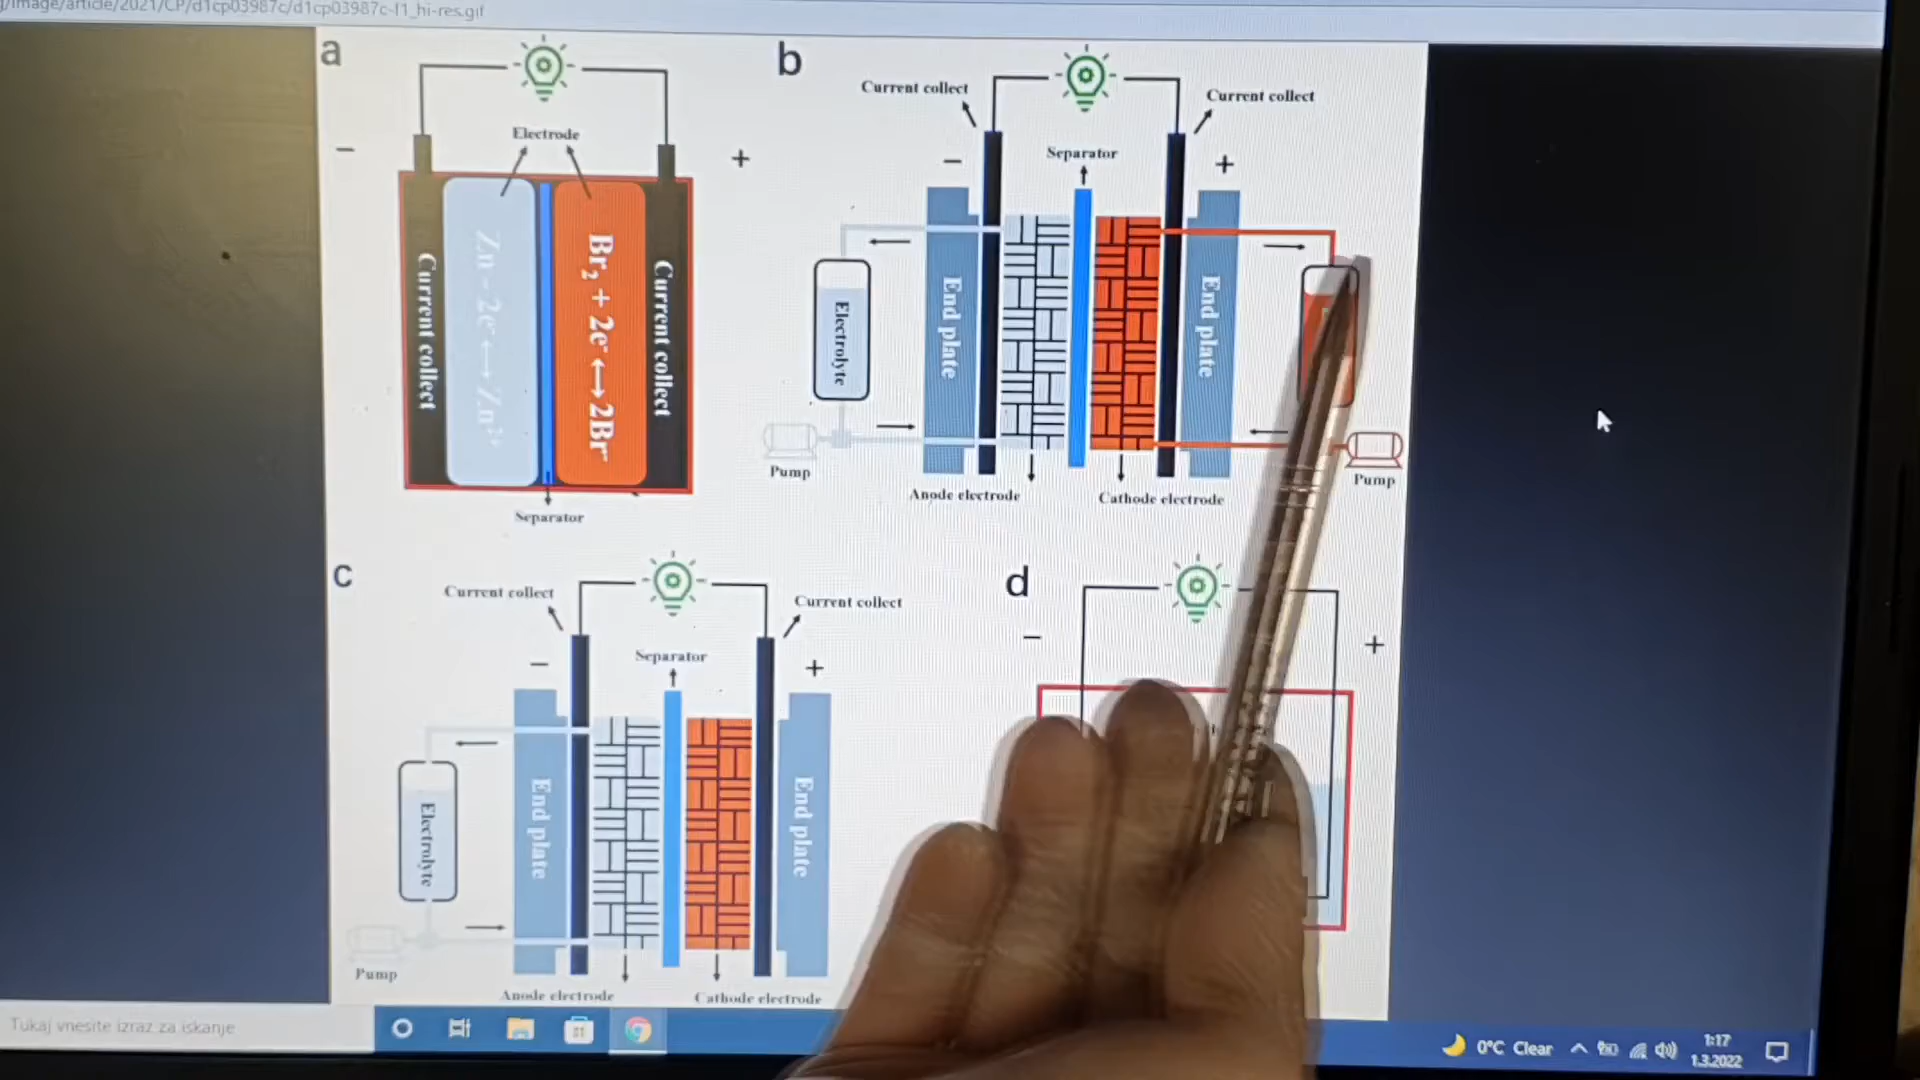 g/image/article/2021/CP/d1cp03987c/d1cp03987c-f1_hi-res.gif
a
Electrode
−
+
Current collect
Zn - 2e⁻ ⟷ Zn²⁺
Br₂ + 2e⁻ ⟷ 2Br⁻
Current collect
Separator
b
Current collect
Current collect
−
Separator
+
Electrolyte
End plate
End plate
Pump
Pump
Anode electrode
Cathode electrode
c
Current collect
Current collect
−
Separator
+
Electrolyte
End plate
End plate
Pump
Anode electrode
Cathode electrode
d
−
+
Tukaj vnesite izraz za iskanje
0°C Clear
1:17
1.3.2022